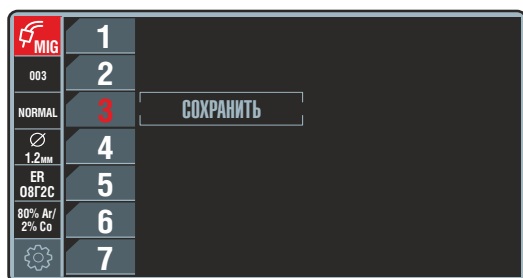 MIG
003
NORMAL
Ø
1.2мм
ER
08Г2С
80% Ar/
2% Co
1
2
3
4
5
6
7
СОХРАНИТЬ